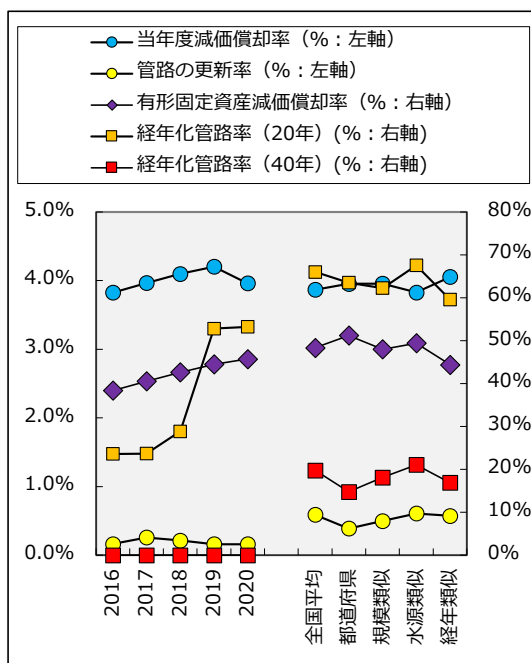 当年度減価償却率（%：左軸）
管路の更新率（%：左軸）
有形固定資産減価償却率（%：右軸）
経年化管路率（20年）(%：右軸)
経年化管路率（40年）(%：右軸)
5.0%
4.0%
3.0%
2.0%
1.0%
0.0%
80%
70%
60%
50%
40%
30%
20%
10%
0%
2016
2017
2018
2019
2020
全国平均
都道府県
規模類似
水源類似
経年類似